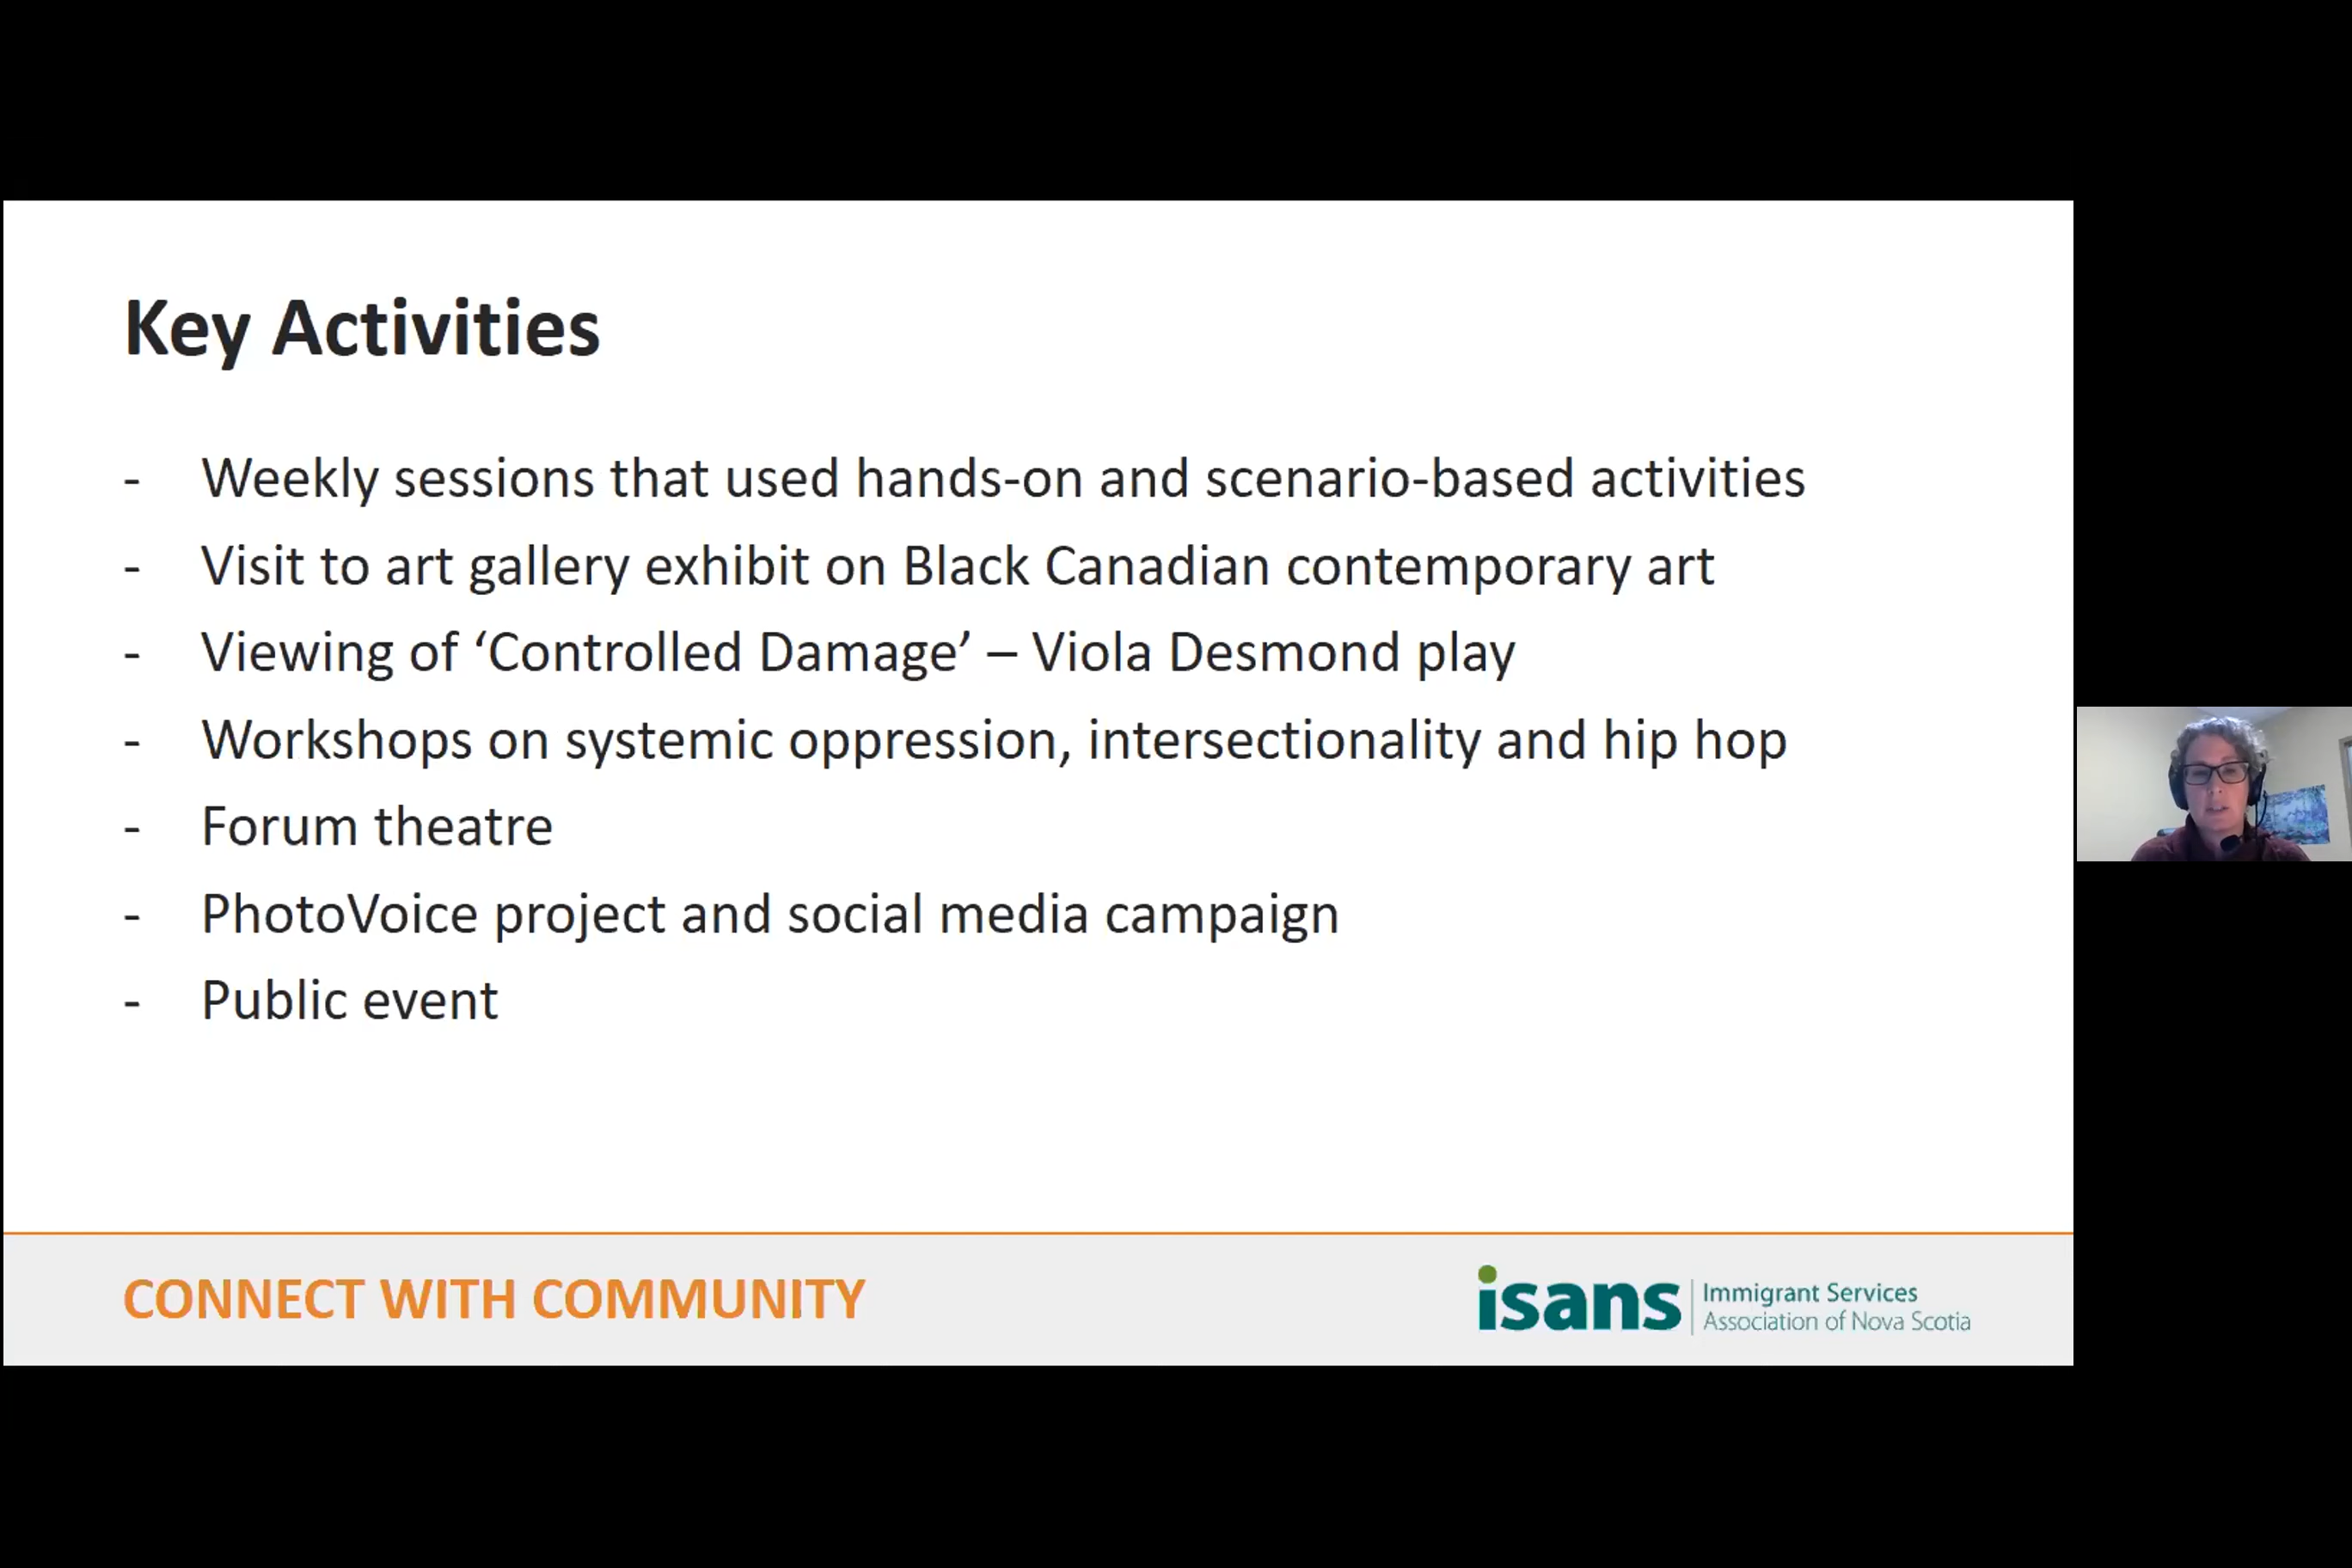 Key Activities
- Weekly sessions that used hands-on and scenario-based activities
- Visit to art gallery exhibit on Black Canadian contemporary art
- Viewing of ‘Controlled Damage’ – Viola Desmond play
- Workshops on systemic oppression, intersectionality and hip hop
- Forum theatre
- PhotoVoice project and social media campaign
- Public event
CONNECT WITH COMMUNITY
isans
Immigrant Services
Association of Nova Scotia